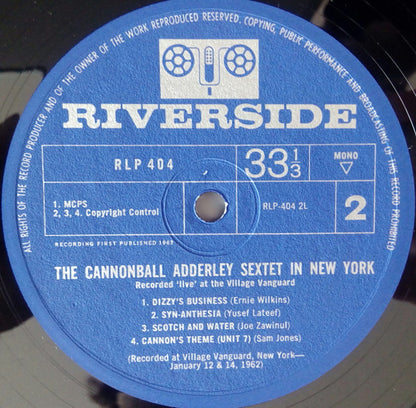 ALL RIGHTS OF THE RECORD PRODUCER AND OF THE OWNER OF THE WORK REPRODUCED RESERVED. COPYING, PUBLIC PERFORMANCE AND BROADCASTING OF THIS RECORD PROHIBITED
RIVERSIDE
RLP 404
33 1/3
MONO
1. MCPS
2, 3, 4. Copyright Control
RLP-404 2L
2
RECORDING FIRST PUBLISHED 1962
THE CANNONBALL ADDERLEY SEXTET IN NEW YORK
Recorded 'live' at the Village Vanguard
1. DIZZY'S BUSINESS (Ernie Wilkins)
2. SYN-ANTHESIA (Yusef Lateef)
3. SCOTCH AND WATER (Joe Zawinul)
4. CANNON'S THEME (UNIT 7) (Sam Jones)
(Recorded at Village Vanguard, New York—
January 12 & 14, 1962)